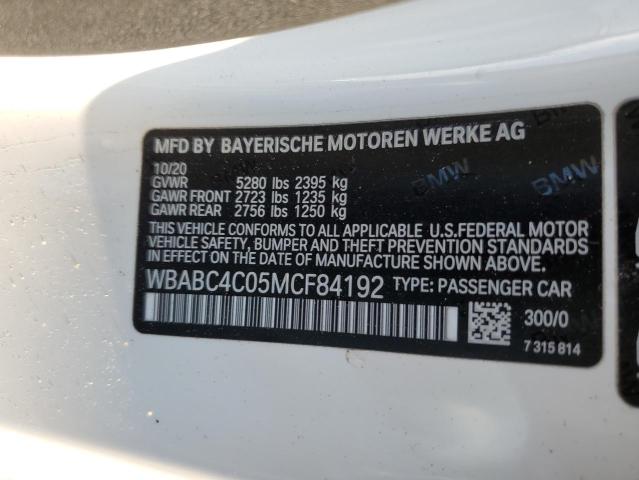 MFD BY BAYERISCHE MOTOREN WERKE AG
10/20
GVWR 5280 lbs 2395 kg
GAWR FRONT 2723 lbs 1235 kg
GAWR REAR 2756 lbs 1250 kg
THIS VEHICLE CONFORMS TO ALL APPLICABLE U.S.FEDERAL MOTOR
VEHICLE SAFETY, BUMPER AND THEFT PREVENTION STANDARDS
IN EFFECT ON THE DATE OF MANUFACTURE SHOWN ABOVE.
WBABC4C05MCF84192 TYPE: PASSENGER CAR
300/0
7 315 814
BMW
BMW